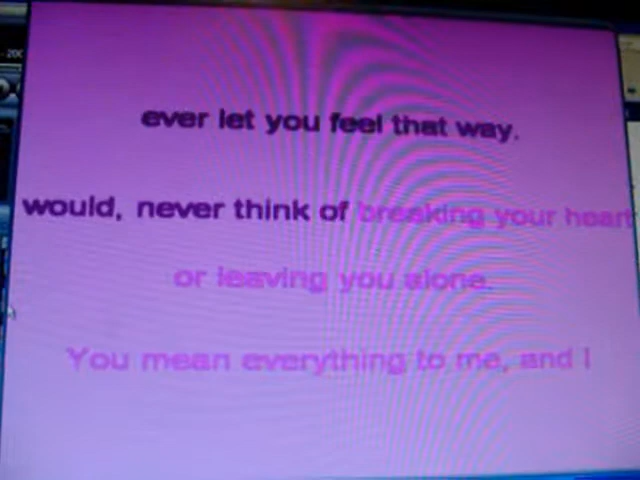 ever let you feel that way.
would, never think of breaking your heart
or leaving you alone.
You mean everything to me, and I